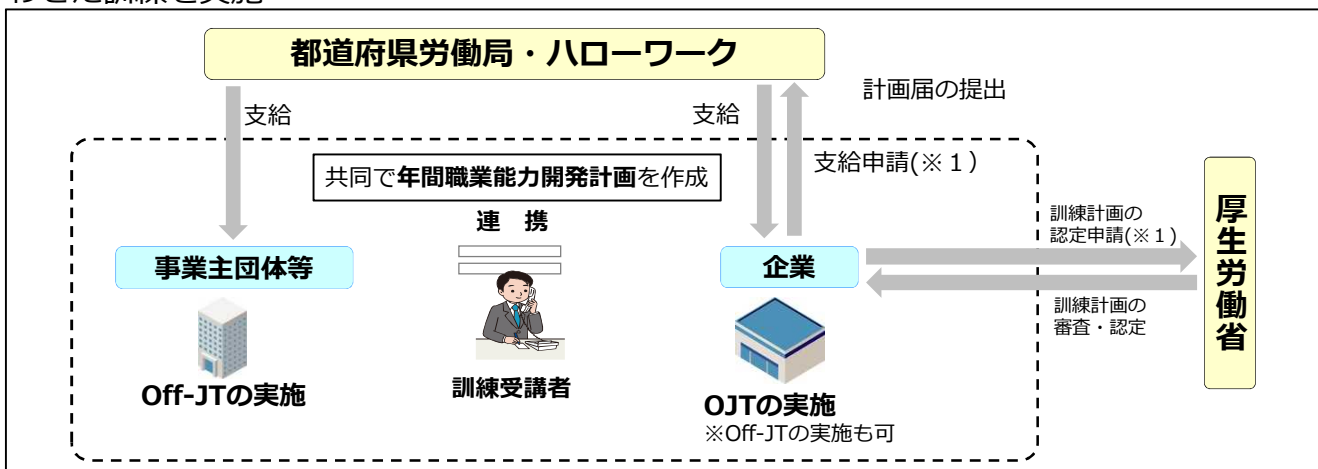 都道府県労働局・ハローワーク
計画届の提出
支給
支給
支給申請(※１)
共同で年間職業能力開発計画を作成
連　携
事業主団体等
企業
訓練計画の
認定申請(※１)
訓練計画の
審査・認定
厚生労働省
Off-JTの実施
訓練受講者
OJTの実施
※Off-JTの実施も可